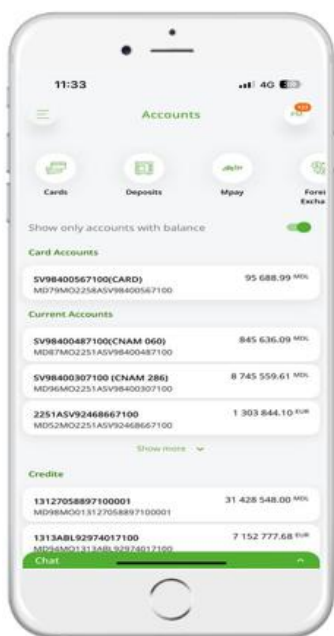 11:33
4G
Accounts
Cards
Deposits
Mpay
Forei
Excha
Show only accounts with balance
Card Accounts
SV98400567100(CARD)
95 688.99 MDL
MD79MO2258ASV98400567100
Current Accounts
SV98400487100(CNAM 060)
845 636.09 MDL
MD87MO2251ASV98400487100
SV98400307100 (CNAM 286)
8 745 559.61 MDL
MD96MO2251ASV98400307100
2251ASV92468667100
1 303 844.10 EUR
MD52MO2251ASV92468667100
Show more
Credite
13127058897100001
31 428 548.00 MDL
MD98MO013127058897100001
1313ABL92974017100
7 152 777.68 EUR
MD94MO1313ABL92974017100
Chat